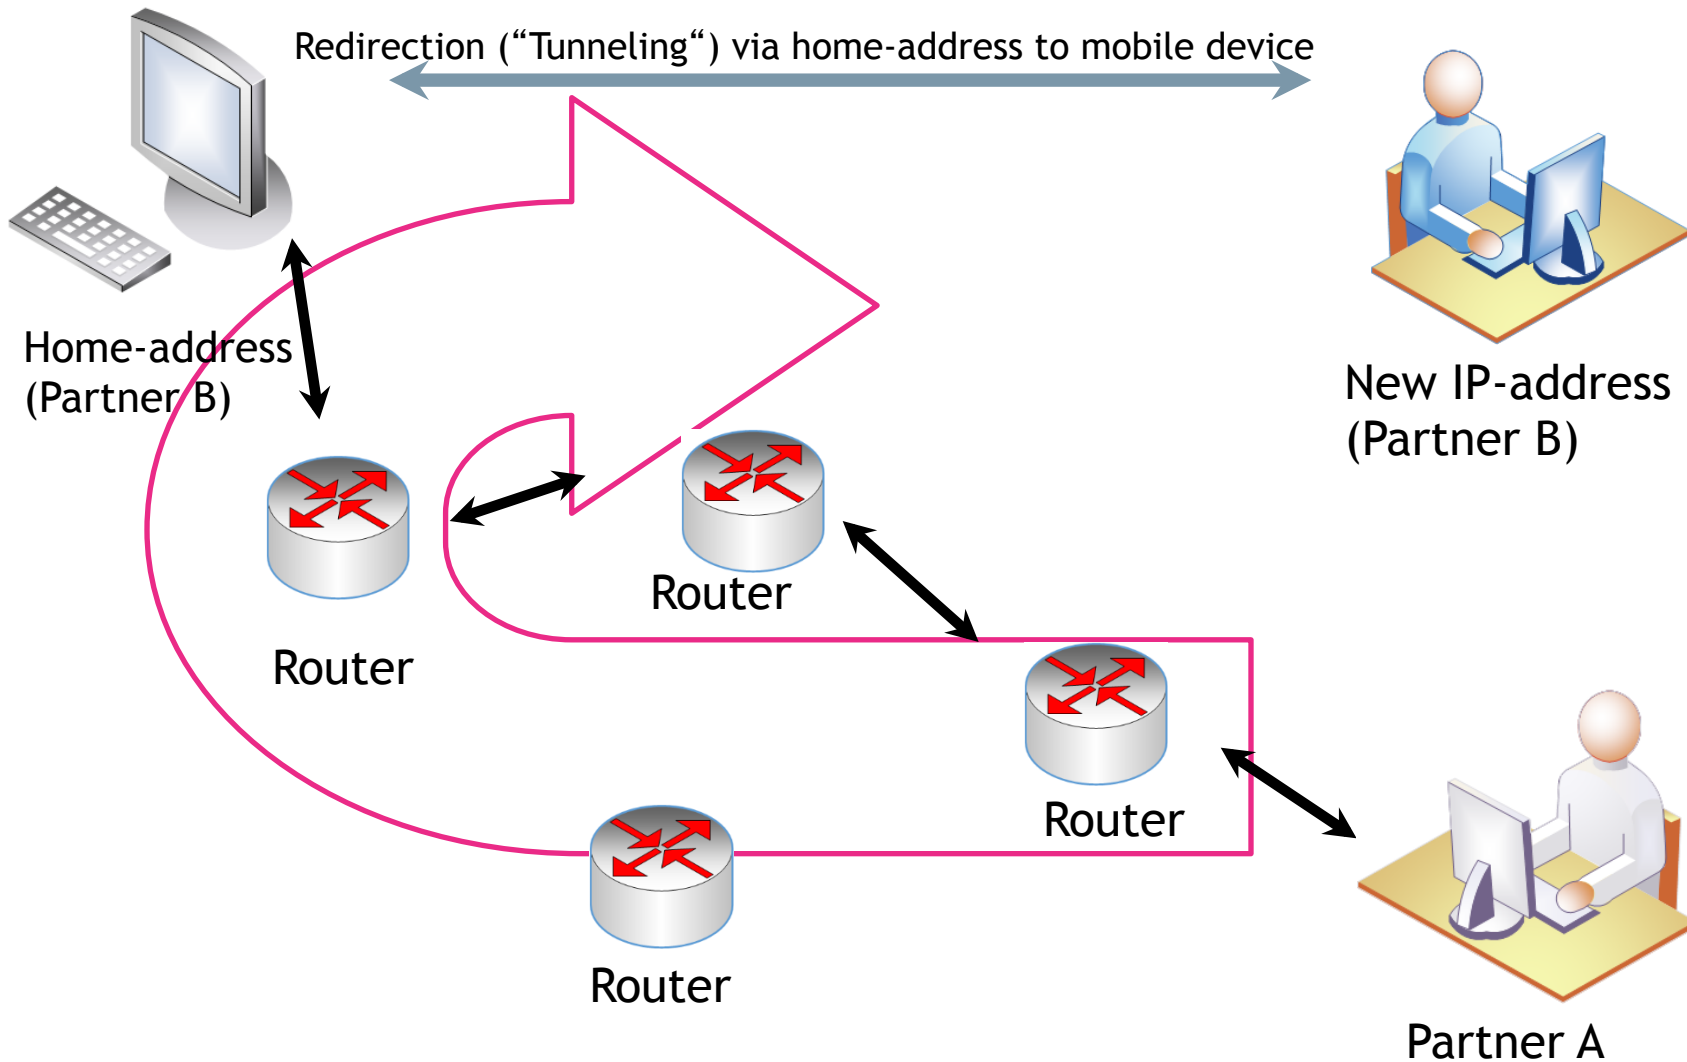 Redirection (“Tunneling“) via home-address to mobile device
Home-address
(Partner B)
New IP-address
(Partner B)
Router
Router
Router
Router
Partner A